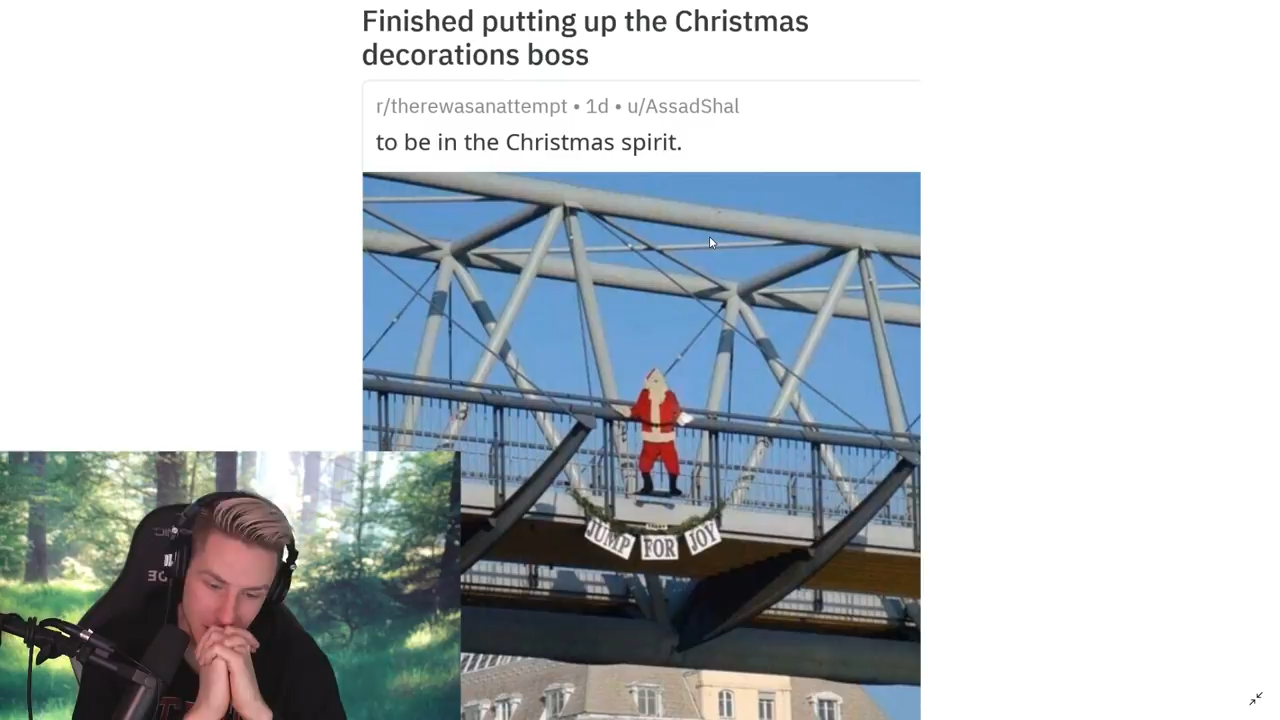 Finished putting up the Christmas
decorations boss
r/therewasanattempt • 1d • u/AssadShal
to be in the Christmas spirit.
JUMP FOR JOY